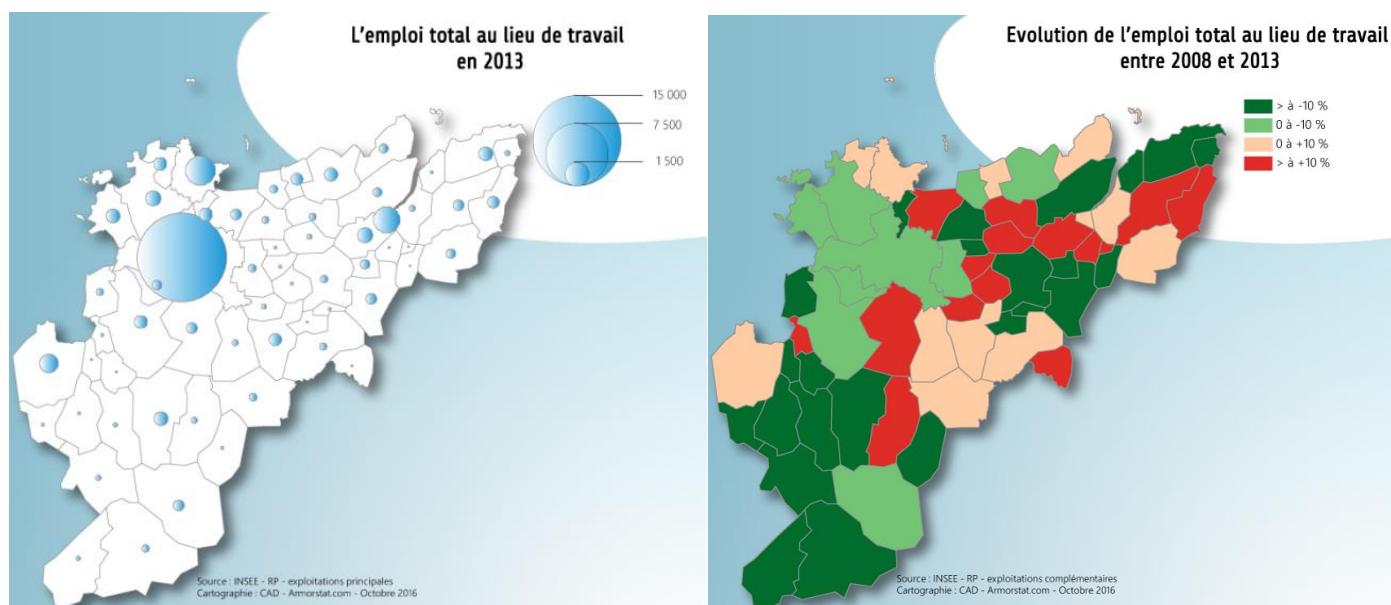 L'emploi total au lieu de travail
en 2013
15 000
7 500
1 500
Source : INSEE - RP - exploitations principales
Cartographie : CAD - Armorstat.com - Octobre 2016
Evolution de l'emploi total au lieu de travail
entre 2008 et 2013
> à -10 %
0 à -10 %
0 à +10 %
> à +10 %
Source : INSEE - RP - exploitations complémentaires
Cartographie : CAD - Armorstat.com - Octobre 2016